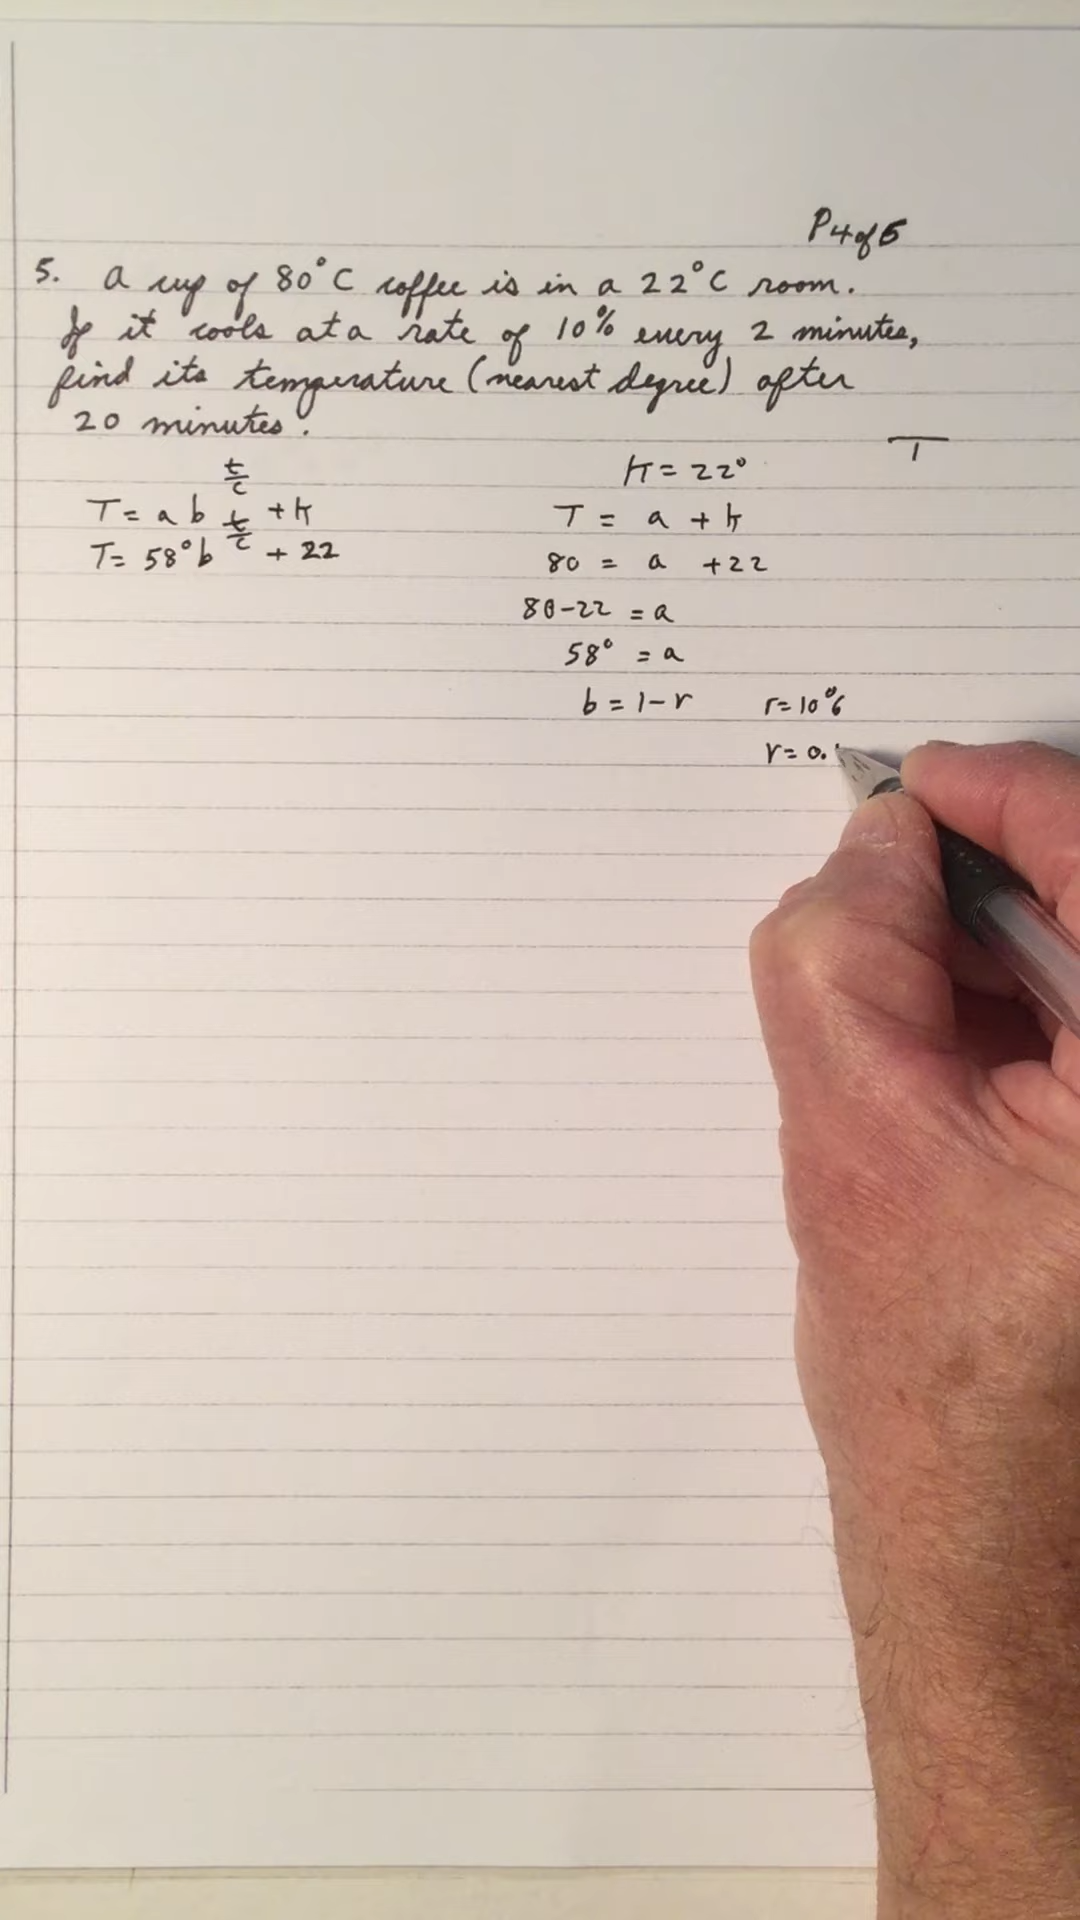 P4 of 5
5. A cup of 80°C coffee is in a 22°C room.
If it cools at a rate of 10% every 2 minutes,
find its temperature (nearest degree) after
20 minutes.
T = a b^(t/c) + k
T = 58° b^(t/c) + 22
k = 22°
T = a + k
80 = a + 22
80-22 = a
58° = a
b = 1-r r = 10%
r = 0.
T